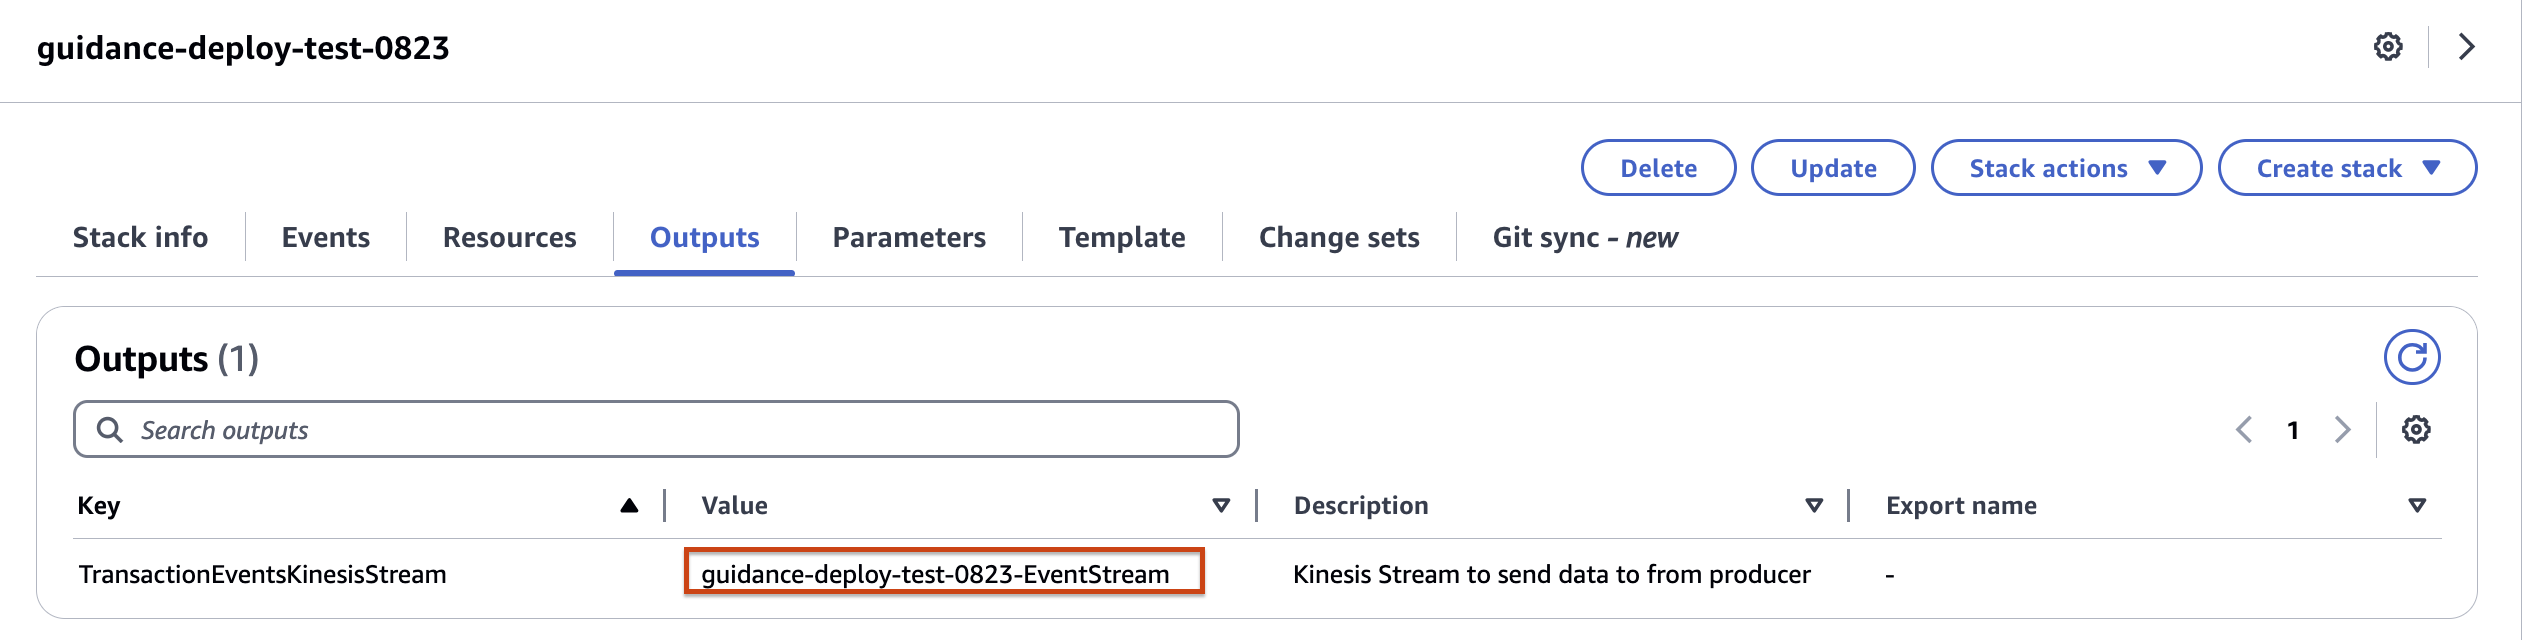 guidance-deploy-test-0823
Delete
Update
Stack actions
Create stack
Stack info
Events
Resources
Outputs
Parameters
Template
Change sets
Git sync - new
Outputs (1)
Search outputs
1
Key
Value
Description
Export name
TransactionEventsKinesisStream
guidance-deploy-test-0823-EventStream
Kinesis Stream to send data to from producer
-